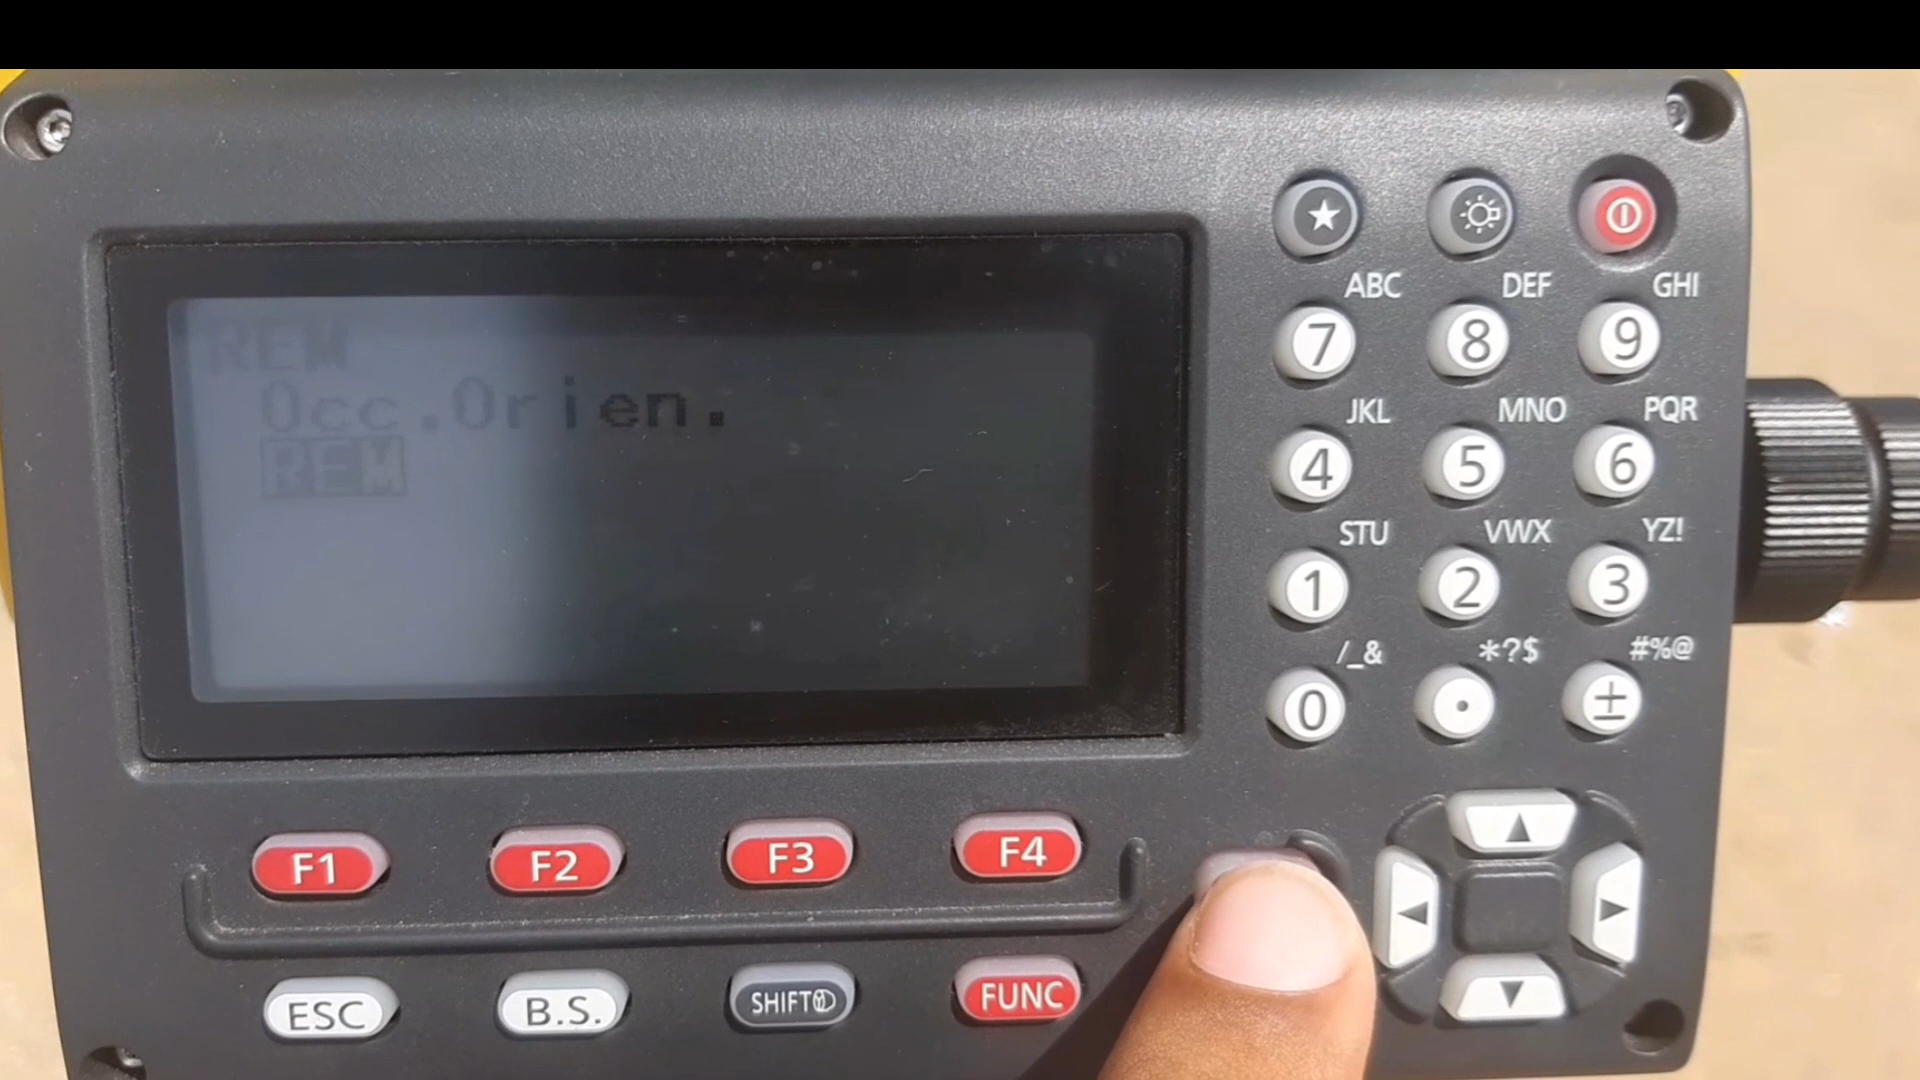 REM
Occ.Orien.
REM
ABC DEF GHI
7 8 9
JKL MNO PQR
4 5 6
STU VWX YZ!
1 2 3
/_& *?$ #%@
0 . ±
F1 F2 F3 F4
ESC B.S. SHIFT FUNC